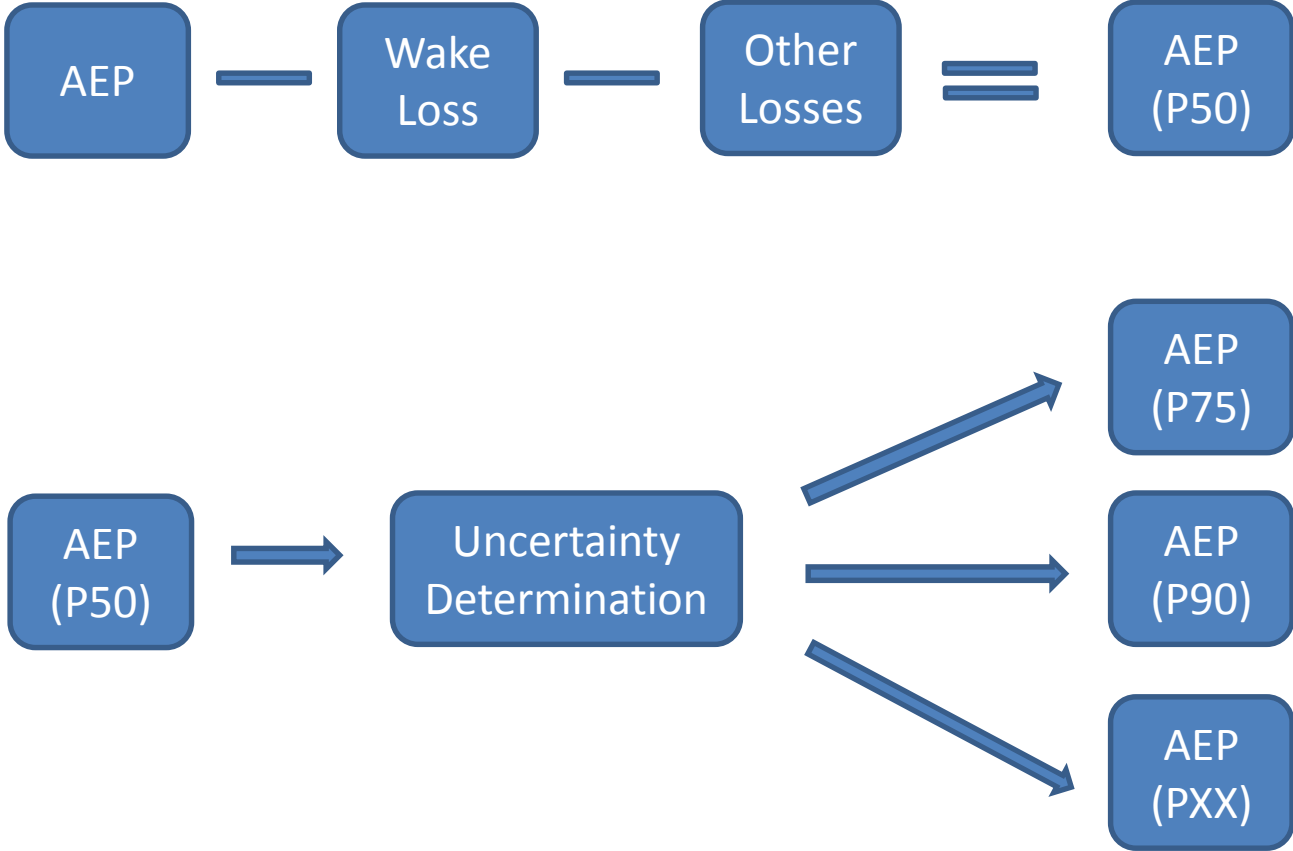 AEP
Wake
Loss
Other
Losses
AEP
(P50)
AEP
(P50)
Uncertainty
Determination
AEP
(P75)
AEP
(P90)
AEP
(PXX)